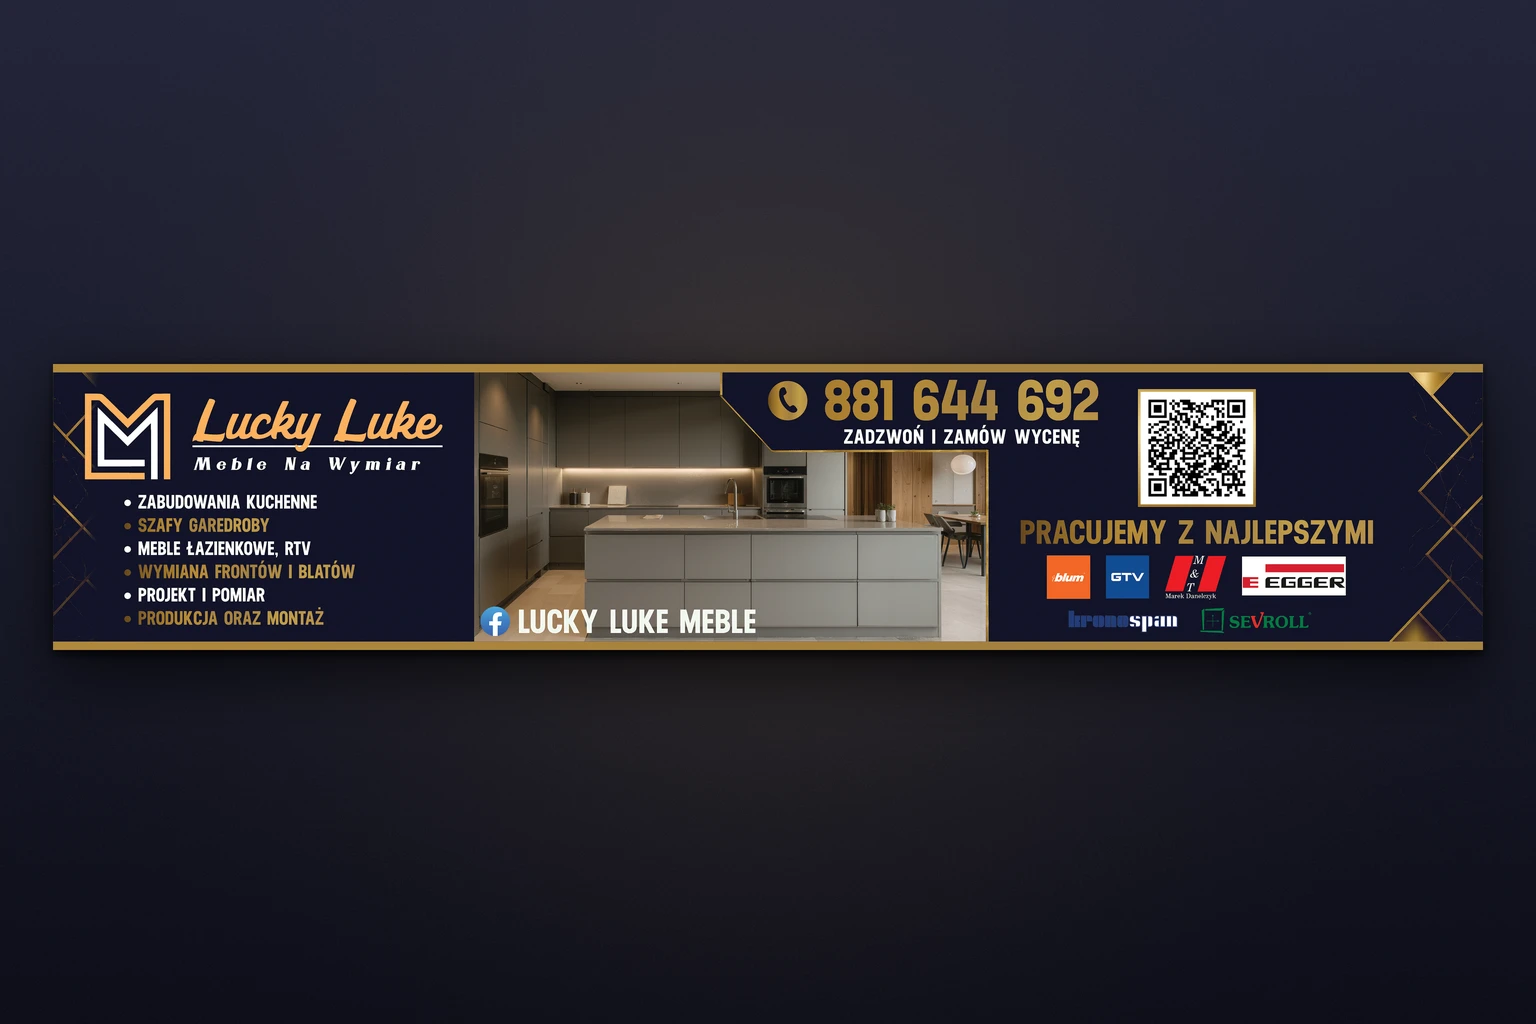 Lucky Luke
Meble Na Wymiar
• ZABUDOWANIA KUCHENNE
• SZAFY GAREDROBY
• MEBLE ŁAZIENKOWE, RTV
• WYMIANA FRONTÓW I BLATÓW
• PROJEKT I POMIAR
• PRODUKCJA ORAZ MONTAŻ
LUCKY LUKE MEBLE
881 644 692
ZADZWOŃ I ZAMÓW WYCENĘ
PRACUJEMY Z NAJLEPSZYMI
blum
GTV
M
&
T
Marek Danelczyk
E EGGER
kronospan
SEVROLL